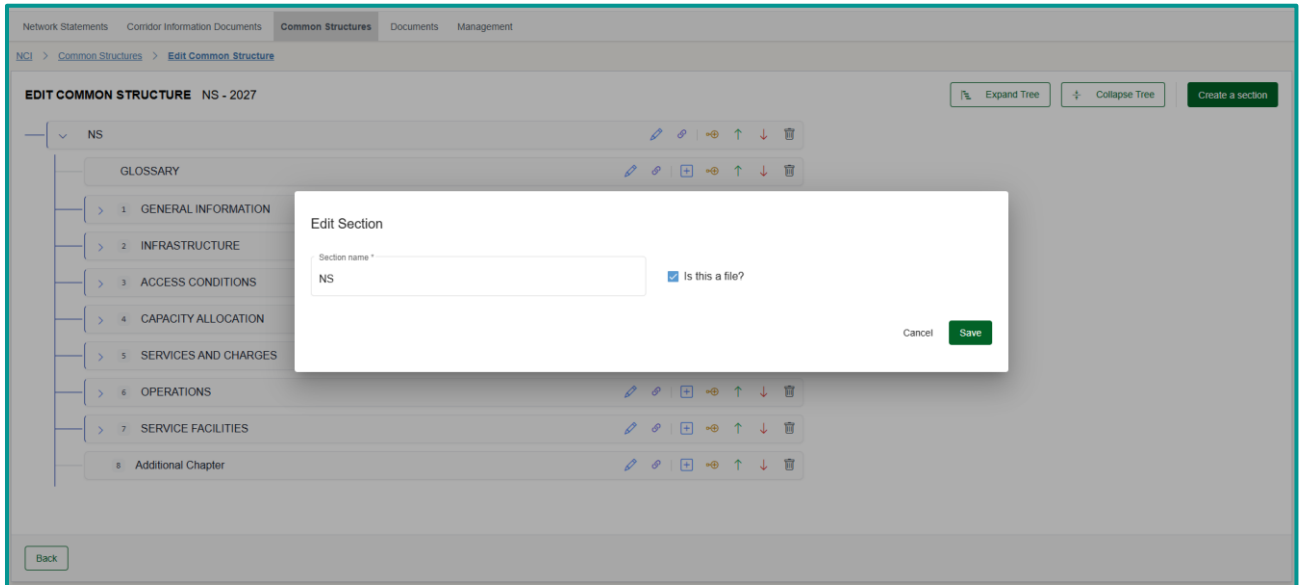 Network Statements Corridor Information Documents Common Structures Documents Management
NCI > Common Structures > Edit Common Structure
EDIT COMMON STRUCTURE NS - 2027
Expand Tree Collapse Tree Create a section
NS
GLOSSARY
1 GENERAL INFORMATION
2 INFRASTRUCTURE
3 ACCESS CONDITIONS
4 CAPACITY ALLOCATION
5 SERVICES AND CHARGES
Edit Section
Section name *
NS Is this a file?
Cancel Save
6 OPERATIONS
7 SERVICE FACILITIES
8 Additional Chapter
Back